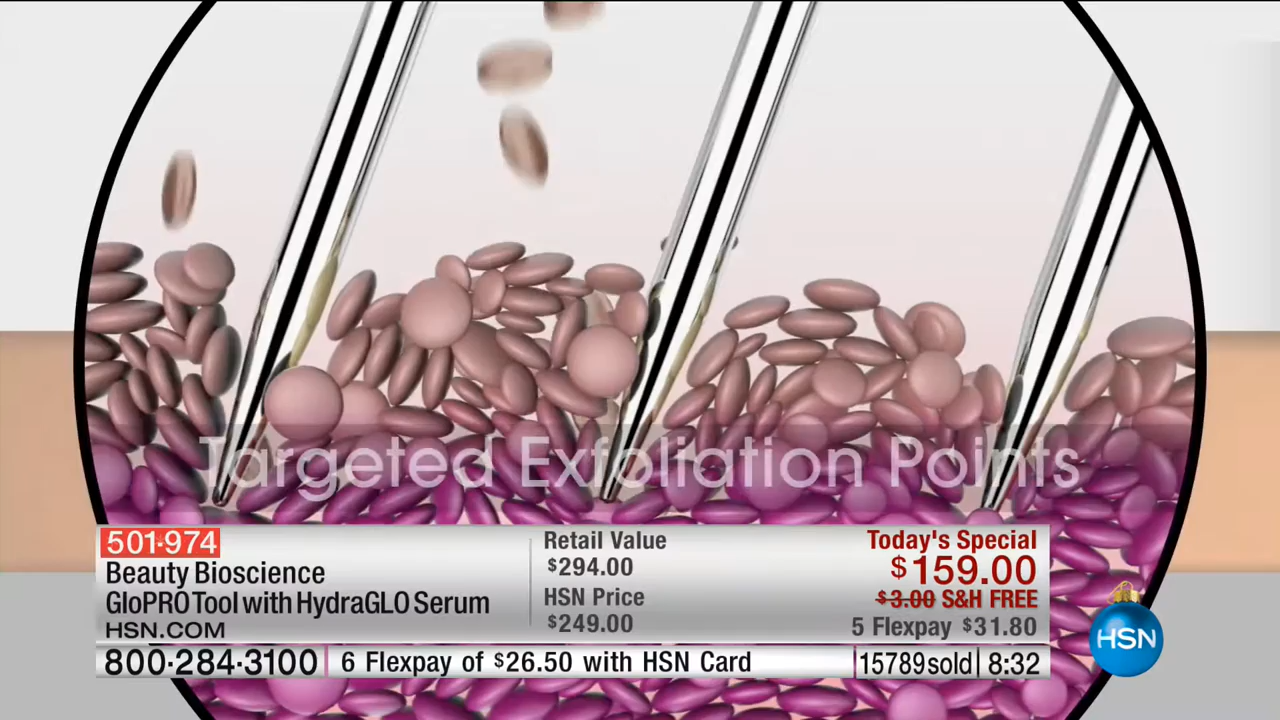 Targeted Exfoliation Points
501-974
Beauty Bioscience
GloPRO Tool with HydraGLO Serum
HSN.COM
Retail Value
$294.00
HSN Price
$249.00
Today's Special
$159.00
$3.00 S&H FREE
5 Flexpay $31.80
HSN
800-284-3100
6 Flexpay of $26.50 with HSN Card
15789sold
8:32